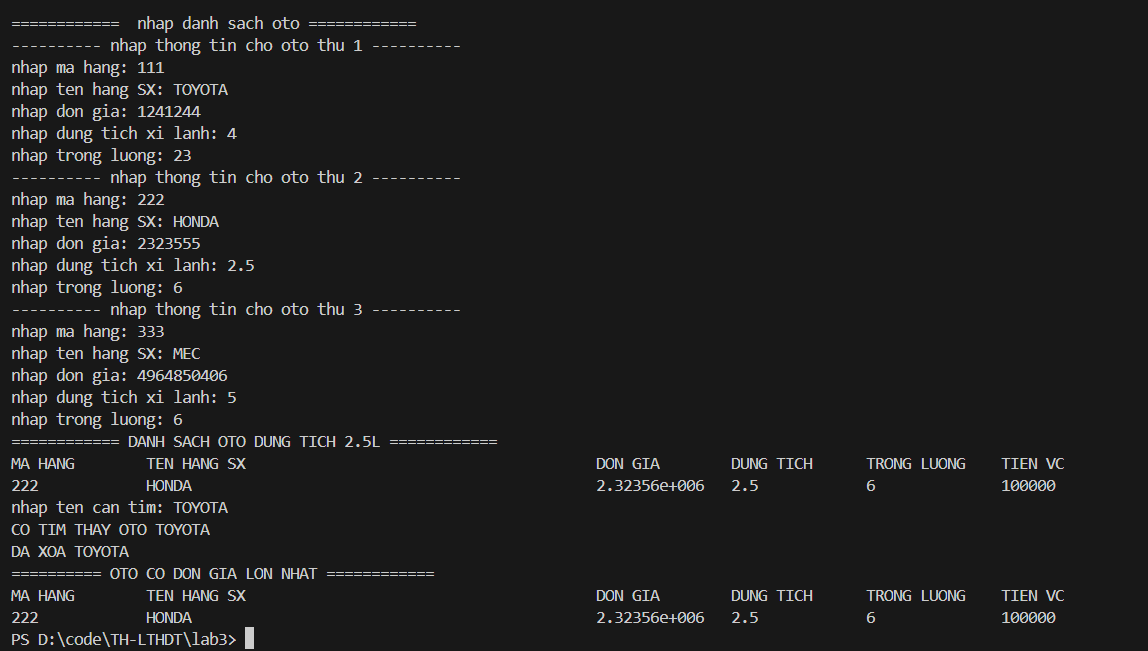 ============  nhap danh sach oto ============
---------- nhap thong tin cho oto thu 1 ----------
nhap ma hang: 111
nhap ten hang SX: TOYOTA
nhap don gia: 1241244
nhap dung tich xi lanh: 4
nhap trong luong: 23
---------- nhap thong tin cho oto thu 2 ----------
nhap ma hang: 222
nhap ten hang SX: HONDA
nhap don gia: 2323555
nhap dung tich xi lanh: 2.5
nhap trong luong: 6
---------- nhap thong tin cho oto thu 3 ----------
nhap ma hang: 333
nhap ten hang SX: MEC
nhap don gia: 4964850406
nhap dung tich xi lanh: 5
nhap trong luong: 6
============ DANH SACH OTO DUNG TICH 2.5L ============
MA HANG        TEN HANG SX                                       DON GIA        DUNG TICH      TRONG LUONG    TIEN VC
222            HONDA                                             2.32356e+006   2.5            6              100000
nhap ten can tim: TOYOTA
CO TIM THAY OTO TOYOTA
DA XOA TOYOTA
========== OTO CO DON GIA LON NHAT ============
MA HANG        TEN HANG SX                                       DON GIA        DUNG TICH      TRONG LUONG    TIEN VC
222            HONDA                                             2.32356e+006   2.5            6              100000
PS D:\code\TH-LTHDT\lab3>